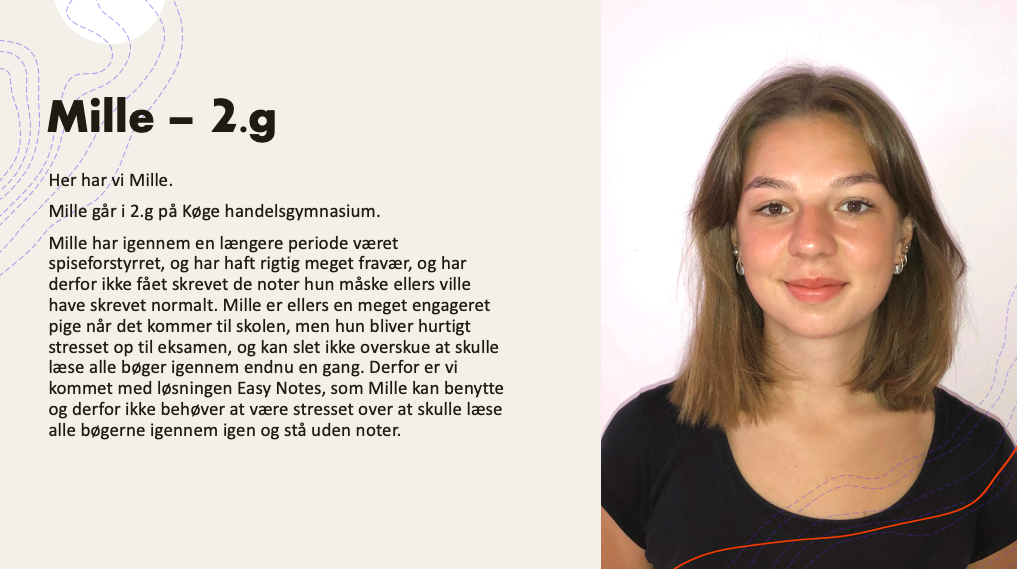 Mille – 2.g
Her har vi Mille.
Mille går i 2.g på Køge handelsgymnasium.
Mille har igennem en længere periode været
spiseforstyrret, og har haft rigtig meget fravær, og har
derfor ikke fået skrevet de noter hun måske ellers ville
have skrevet normalt. Mille er ellers en meget engageret
pige når det kommer til skolen, men hun bliver hurtigt
stresset op til eksamen, og kan slet ikke overskue at skulle
læse alle bøger igennem endnu en gang. Derfor er vi
kommet med løsningen Easy Notes, som Mille kan benytte
og derfor ikke behøver at være stresset over at skulle læse
alle bøgerne igennem igen og stå uden noter.